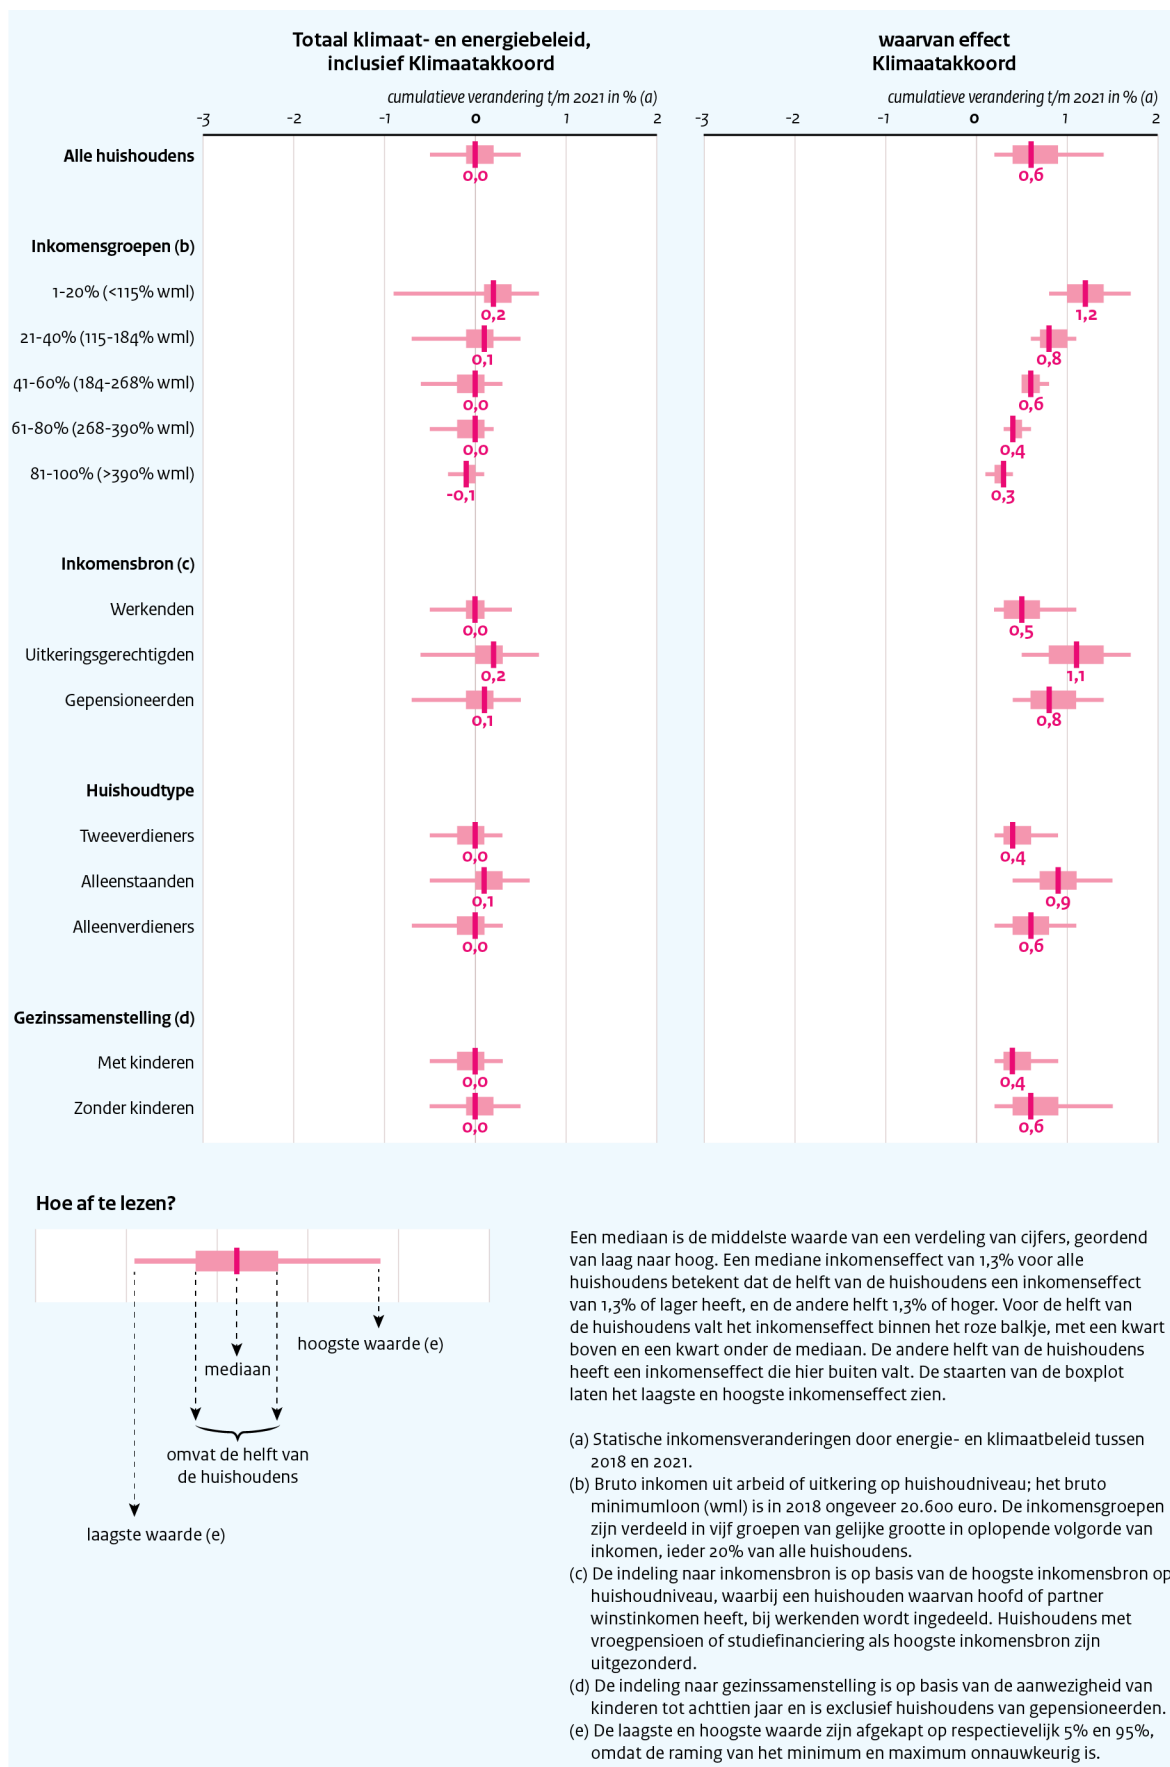 Totaal klimaat- en energiebeleid,
inclusief Klimaatakkoord
waarvan effect
Klimaatakkoord
cumulatieve verandering t/m 2021 in % (a)
cumulatieve verandering t/m 2021 in % (a)
-3 -2 -1 0 1 2
-3 -2 -1 0 1 2
Alle huishoudens
0,0
0,6
Inkomensgroepen (b)
1-20% (<115% wml)
0,2
1,2
21-40% (115-184% wml)
0,1
0,8
41-60% (184-268% wml)
0,0
0,6
61-80% (268-390% wml)
0,0
0,4
81-100% (>390% wml)
-0,1
0,3
Inkomensbron (c)
Werkenden
0,0
0,5
Uitkeringsgerechtigden
0,2
1,1
Gepensioneerden
0,1
0,8
Huishoudtype
Tweeverdieners
0,0
0,4
Alleenstaanden
0,1
0,9
Alleenverdieners
0,0
0,6
Gezinssamenstelling (d)
Met kinderen
0,0
0,4
Zonder kinderen
0,0
0,6
Hoe af te lezen?
hoogste waarde (e)
mediaan
omvat de helft van
de huishoudens
laagste waarde (e)
Een mediaan is de middelste waarde van een verdeling van cijfers, geordend
van laag naar hoog. Een mediane inkomenseffect van 1,3% voor alle
huishoudens betekent dat de helft van de huishoudens een inkomenseffect
van 1,3% of lager heeft, en de andere helft 1,3% of hoger. Voor de helft van
de huishoudens valt het inkomenseffect binnen het roze balkje, met een kwart
boven en een kwart onder de mediaan. De andere helft van de huishoudens
heeft een inkomenseffect die hier buiten valt. De staarten van de boxplot
laten het laagste en hoogste inkomenseffect zien.
(a) Statische inkomensveranderingen door energie- en klimaatbeleid tussen
2018 en 2021.
(b) Bruto inkomen uit arbeid of uitkering op huishoudniveau; het bruto
minimumloon (wml) is in 2018 ongeveer 20.600 euro. De inkomensgroepen
zijn verdeeld in vijf groepen van gelijke grootte in oplopende volgorde van
inkomen, ieder 20% van alle huishoudens.
(c) De indeling naar inkomensbron is op basis van de hoogste inkomensbron op
huishoudniveau, waarbij een huishouden waarvan hoofd of partner
winstinkomen heeft, bij werkenden wordt ingedeeld. Huishoudens met
vroegpensioen of studiefinanciering als hoogste inkomensbron zijn
uitgezonderd.
(d) De indeling naar gezinssamenstelling is op basis van de aanwezigheid van
kinderen tot achttien jaar en is exclusief huishoudens van gepensioneerden.
(e) De laagste en hoogste waarde zijn afgekapt op respectievelijk 5% en 95%,
omdat de raming van het minimum en maximum onnauwkeurig is.